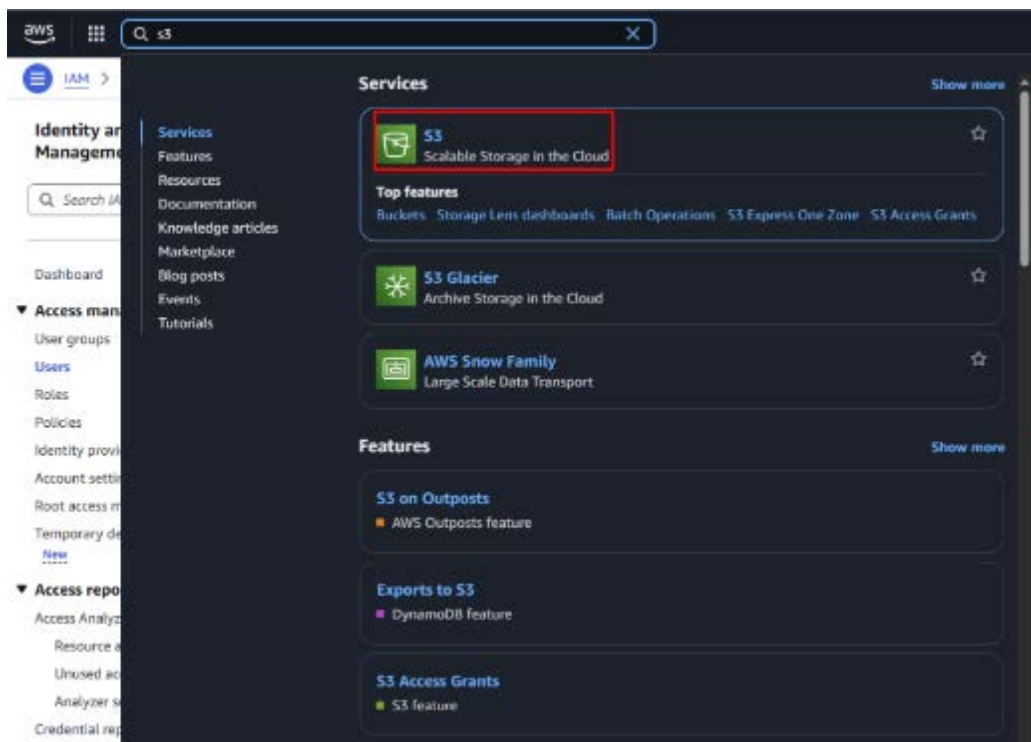 aws
s3
IAM
Identity ar
Manageme
Search IA
Dashboard
Access man
User groups
Users
Roles
Policies
Identity provi
Account settin
Root access m
Temporary de
New
Access repo
Access Analyz
Resource a
Unused acc
Analyzer se
Credential rep
Services
Features
Resources
Documentation
Knowledge articles
Marketplace
Blog posts
Events
Tutorials
Services
Show more
S3
Scalable Storage in the Cloud
Top features
Buckets Storage Lens dashboards Batch Operations S3 Express One Zone S3 Access Grants
S3 Glacier
Archive Storage in the Cloud
AWS Snow Family
Large Scale Data Transport
Features
Show more
S3 on Outposts
AWS Outposts feature
Exports to S3
DynamoDB feature
S3 Access Grants
S3 feature